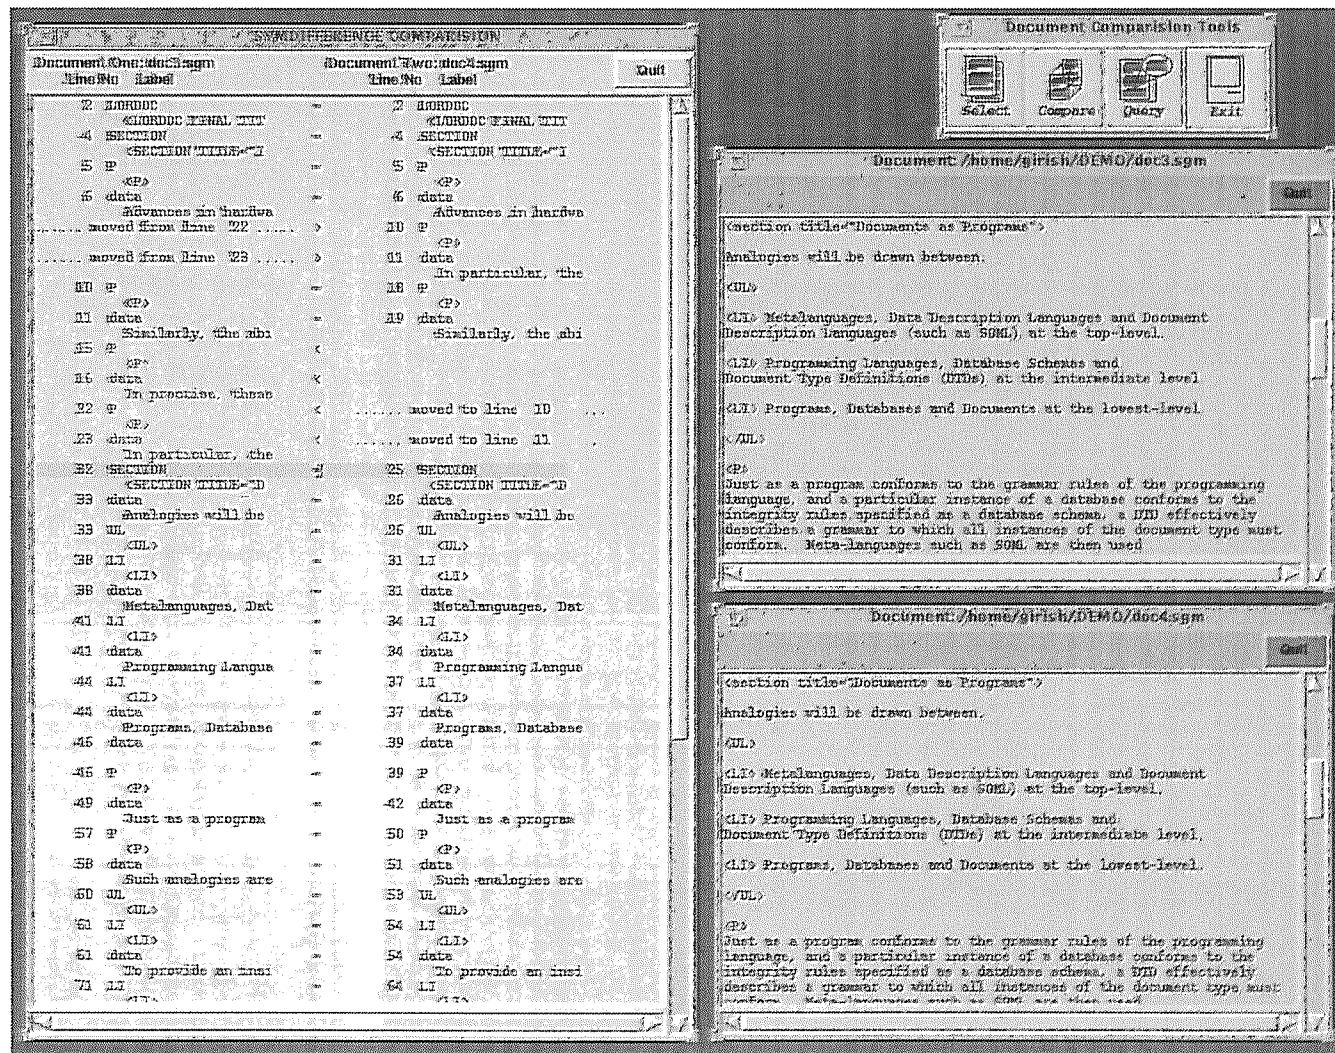 SYMDIFFERENCE COMPARISION
Document One: doc3.sgm Document Two: doc4.sgm
Line No Label Line No Label
Quit
2 L/ORDOC = 2 L/ORDOC
4 SECTION = 4 SECTION
<SECTION TITLE="I <SECTION TITLE="I
5 P = 5 P
<P> <P>
6 data = 6 data
Advances in hardwa Advances in hardwa
...... moved from line 22 ..... > 10 P
<P>
...... moved from line 23 ..... > 11 data
In particular, the
10 P = 18 P
<P> <P>
11 data = 19 data
Similarly, the abi Similarly, the abi
15 P <
<P>
16 data <
In practise, these
22 P < ...... moved to line 10 ...
<P>
23 data < ...... moved to line 11 .
In particular, the
32 SECTION 25 SECTION
<SECTION TITLE="D <SECTION TITLE="D
33 data = 26 data
Analogies will be Analogies will be
33 UL = 26 UL
<UL> <UL>
38 LI = 31 LI
<LI> <LI>
38 data = 31 data
Metalanguages, Dat Metalanguages, Dat
41 LI = 34 LI
<LI> <LI>
41 data = 34 data
Programming Langua Programming Langua
44 LI = 37 LI
<LI> <LI>
44 data = 37 data
Programs, Database Programs, Database
46 data = 39 data
46 P = 39 P
<P> <P>
49 data = 42 data
Just as a program Just as a program
57 P = 50 P
<P> <P>
58 data = 51 data
Such analogies are Such analogies are
60 UL = 53 UL
<UL> <UL>
61 LI = 54 LI
<LI> <LI>
61 data = 54 data
To provide an insi To provide an insi
71 LI = 64 LI
Document Comparision Tools
Select Compare Query Exit
Document: /home/girish/DEMO/doc3.sgm
Quit
<section title="Documents as Programs">
Analogies will be drawn between.
<UL>
<LI> Metalanguages, Data Description Languages and Document
Description Languages (such as SGML) at the top-level.
<LI> Programming Languages, Database Schemas and
Document Type Definitions (DTDs) at the intermediate level
<LI> Programs, Databases and Documents at the lowest-level
</UL>
<P>
Just as a program conforms to the grammar rules of the programming
language, and a particular instance of a database conforms to the
integrity rules specified as a database schema, a DTD effectively
describes a grammar to which all instances of the document type must
conform. Meta-languages such as SGML are then used
Document: /home/girish/DEMO/doc4.sgm
Quit
<section title="Documents as Programs">
Analogies will be drawn between.
<UL>
<LI> Metalanguages, Data Description Languages and Document
Description Languages (such as SGML) at the top-level.
<LI> Programming Languages, Database Schemas and
Document Type Definitions (DTDs) at the intermediate level.
<LI> Programs, Databases and Documents at the lowest-level.
</UL>
<P>
Just as a program conforms to the grammar rules of the programming
language, and a particular instance of a database conforms to the
integrity rules specified as a database schema, a DTD effectively
describes a grammar to which all instances of the document type must
conform. Meta-languages such as SGML are then used